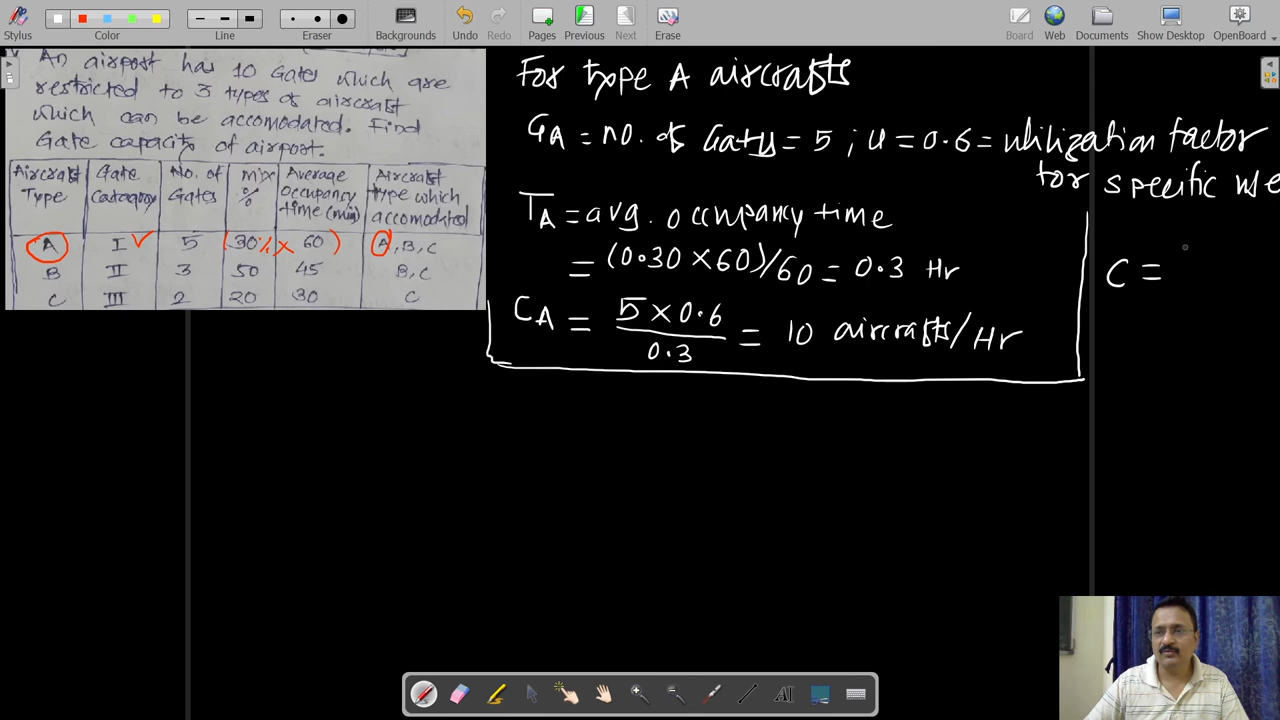 Stylus
Color
Line
Eraser
Backgrounds
Undo
Redo
Pages
Previous
Next
Erase
Board
Web
Documents
Show Desktop
OpenBoard
An airport has 10 Gates which are
restricted to 3 types of aircraft
which can be accomodated. Find
Gate capacity of airport.
Aircraft Type | Gate Catagory | No. of Gates | mix % | Average Occupancy time (min) | Aircraft type which accomodated
A | I ✓ | 5 | (30% × 60) | A, B, C
B | II | 3 | 50 | 45 | B, C
C | III | 2 | 20 | 30 | C
For type A aircrafts
GA = no. of Gates = 5 ; u = 0.6 = utilization factor
for specific use
TA = avg. occupancy time
= (0.30 × 60)/60 = 0.3 Hr
CA = 5 × 0.6 / 0.3 = 10 aircrafts/Hr
C =